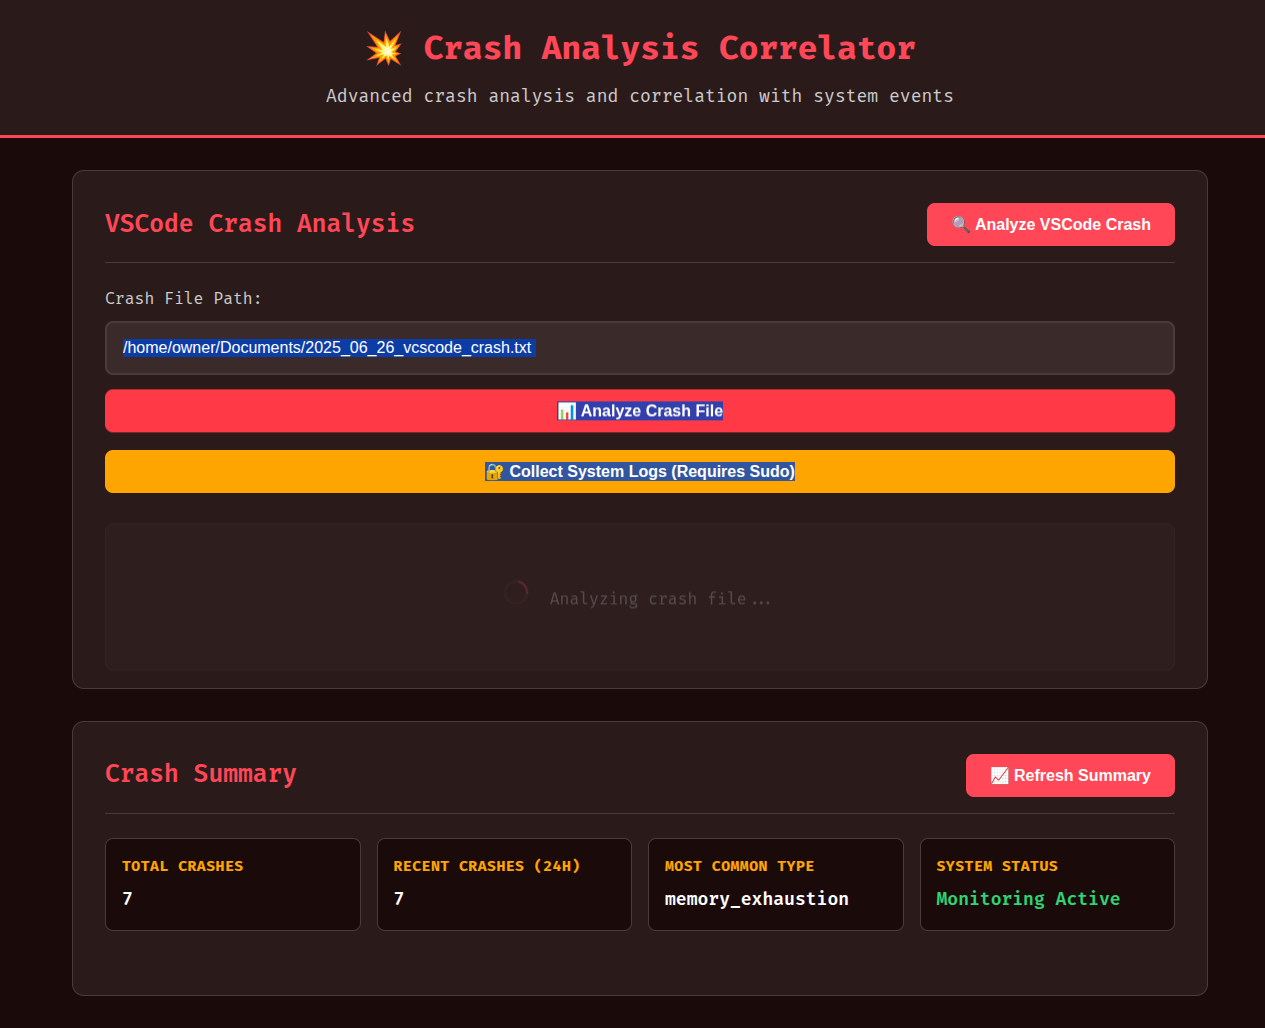 💥 Crash Analysis Correlator
Advanced crash analysis and correlation with system events
VSCode Crash Analysis
🔍 Analyze VSCode Crash
Crash File Path:
/home/owner/Documents/2025_06_26_vcscode_crash.txt
📊 Analyze Crash File
🔐 Collect System Logs (Requires Sudo)
Analyzing crash file...
Crash Summary
📈 Refresh Summary
TOTAL CRASHES
7
RECENT CRASHES (24H)
7
MOST COMMON TYPE
memory_exhaustion
SYSTEM STATUS
Monitoring Active